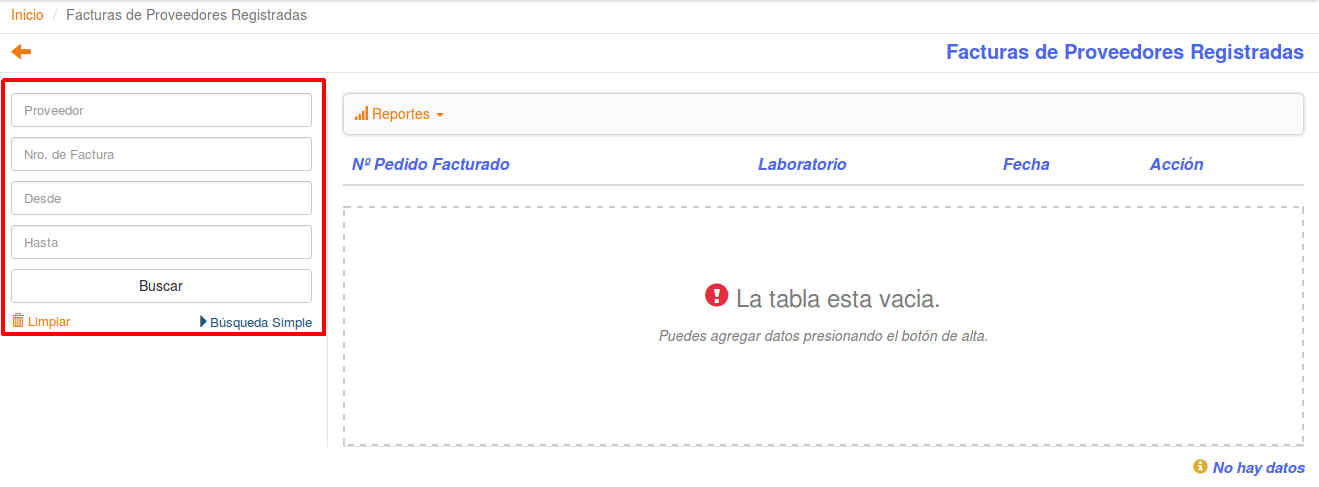 Inicio / Facturas de Proveedores Registradas
Facturas de Proveedores Registradas
Proveedor
Nro. de Factura
Desde
Hasta
Buscar
Limpiar
Búsqueda Simple
Reportes
Nº Pedido Facturado Laboratorio Fecha Acción
La tabla esta vacia.
Puedes agregar datos presionando el botón de alta.
No hay datos